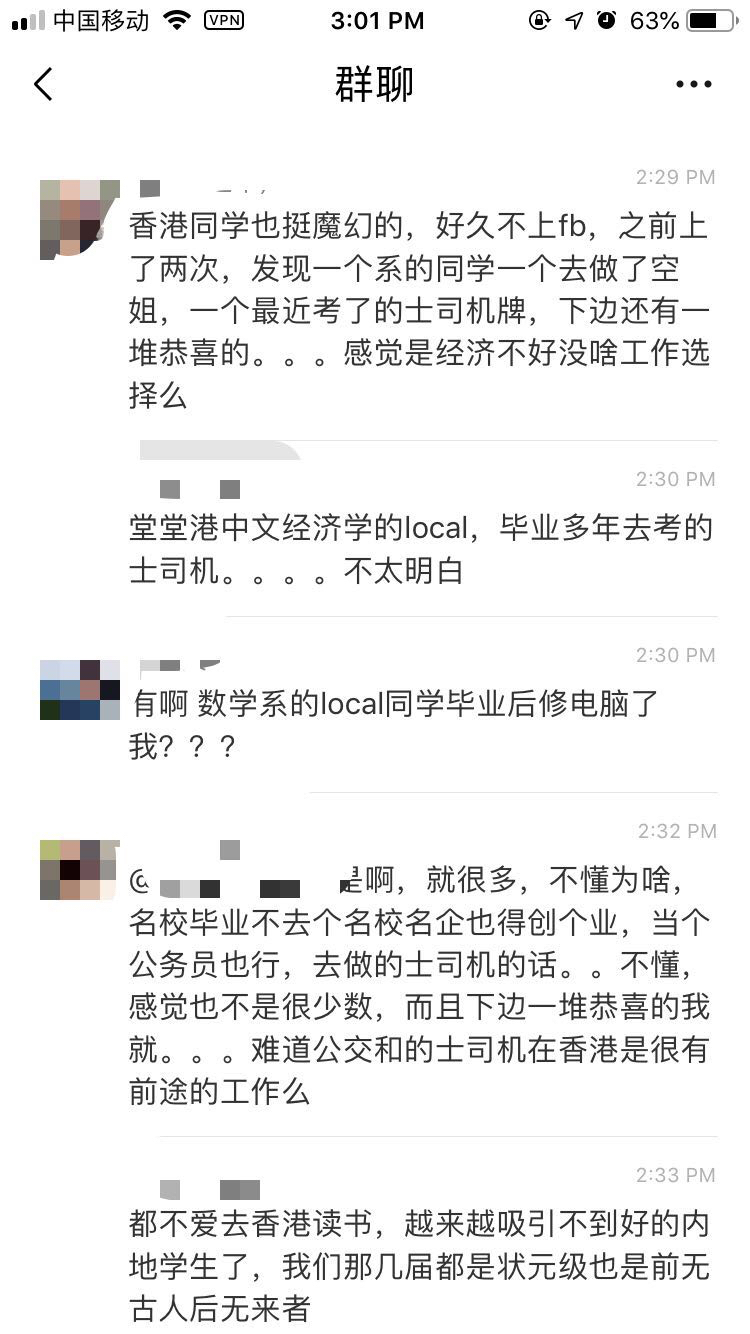 中国移动 VPN 3:01 PM 63%
群聊
2:29 PM
香港同学也挺魔幻的，好久不上fb，之前上
了两次，发现一个系的同学一个去做了空
姐，一个最近考了的士司机牌，下边还有一
堆恭喜的。。。感觉是经济不好没啥工作选
择么
2:30 PM
堂堂港中文经济学的local，毕业多年去考的
士司机。。。。不太明白
2:30 PM
有啊 数学系的local同学毕业后修电脑了
我？？？
2:32 PM
@ 是啊，就很多，不懂为啥，
名校毕业不去个名校名企也得创个业，当个
公务员也行，去做的士司机的话。。不懂，
感觉也不是很少数，而且下边一堆恭喜的我
就。。。难道公交和的士司机在香港是很有
前途的工作么
2:33 PM
都不爱去香港读书，越来越吸引不到好的内
地学生了，我们那几届都是状元级也是前无
古人后无来者